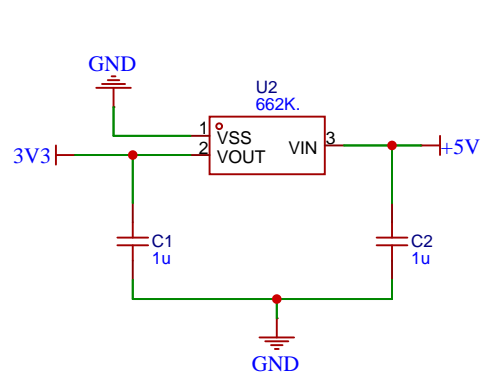 GND
U2
662K.
1
VSS
3V3
2
VOUT
VIN
3
+5V
C1
1u
C2
1u
GND